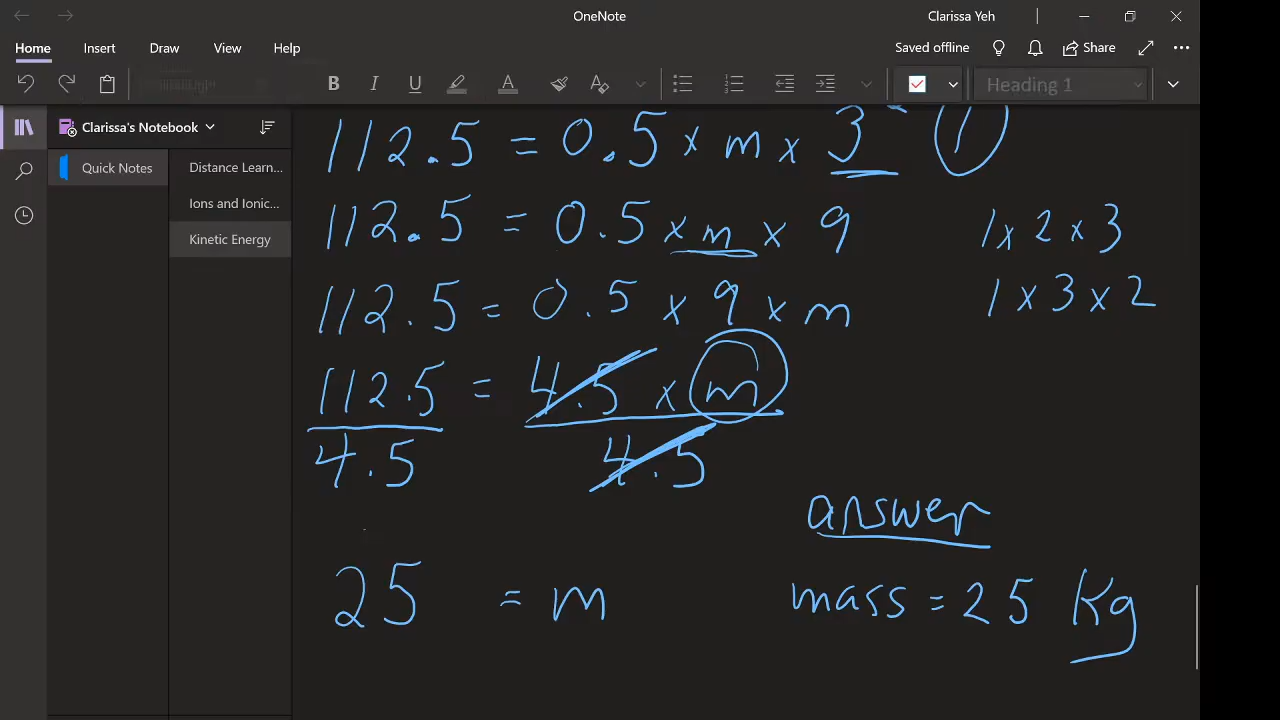 OneNote
Clarissa Yeh
Home Insert Draw View Help
Saved offline
Share
B I U A
Heading 1
Clarissa's Notebook
Quick Notes
Distance Learn...
Ions and Ionic...
Kinetic Energy
112.5 = 0.5 x m x 3² ①
112.5 = 0.5 x m x 9
1 x 2 x 3
112.5 = 0.5 x 9 x m
1 x 3 x 2
112.5 = 4.5 x m
4.5 4.5
answer
25 = m
mass = 25 Kg